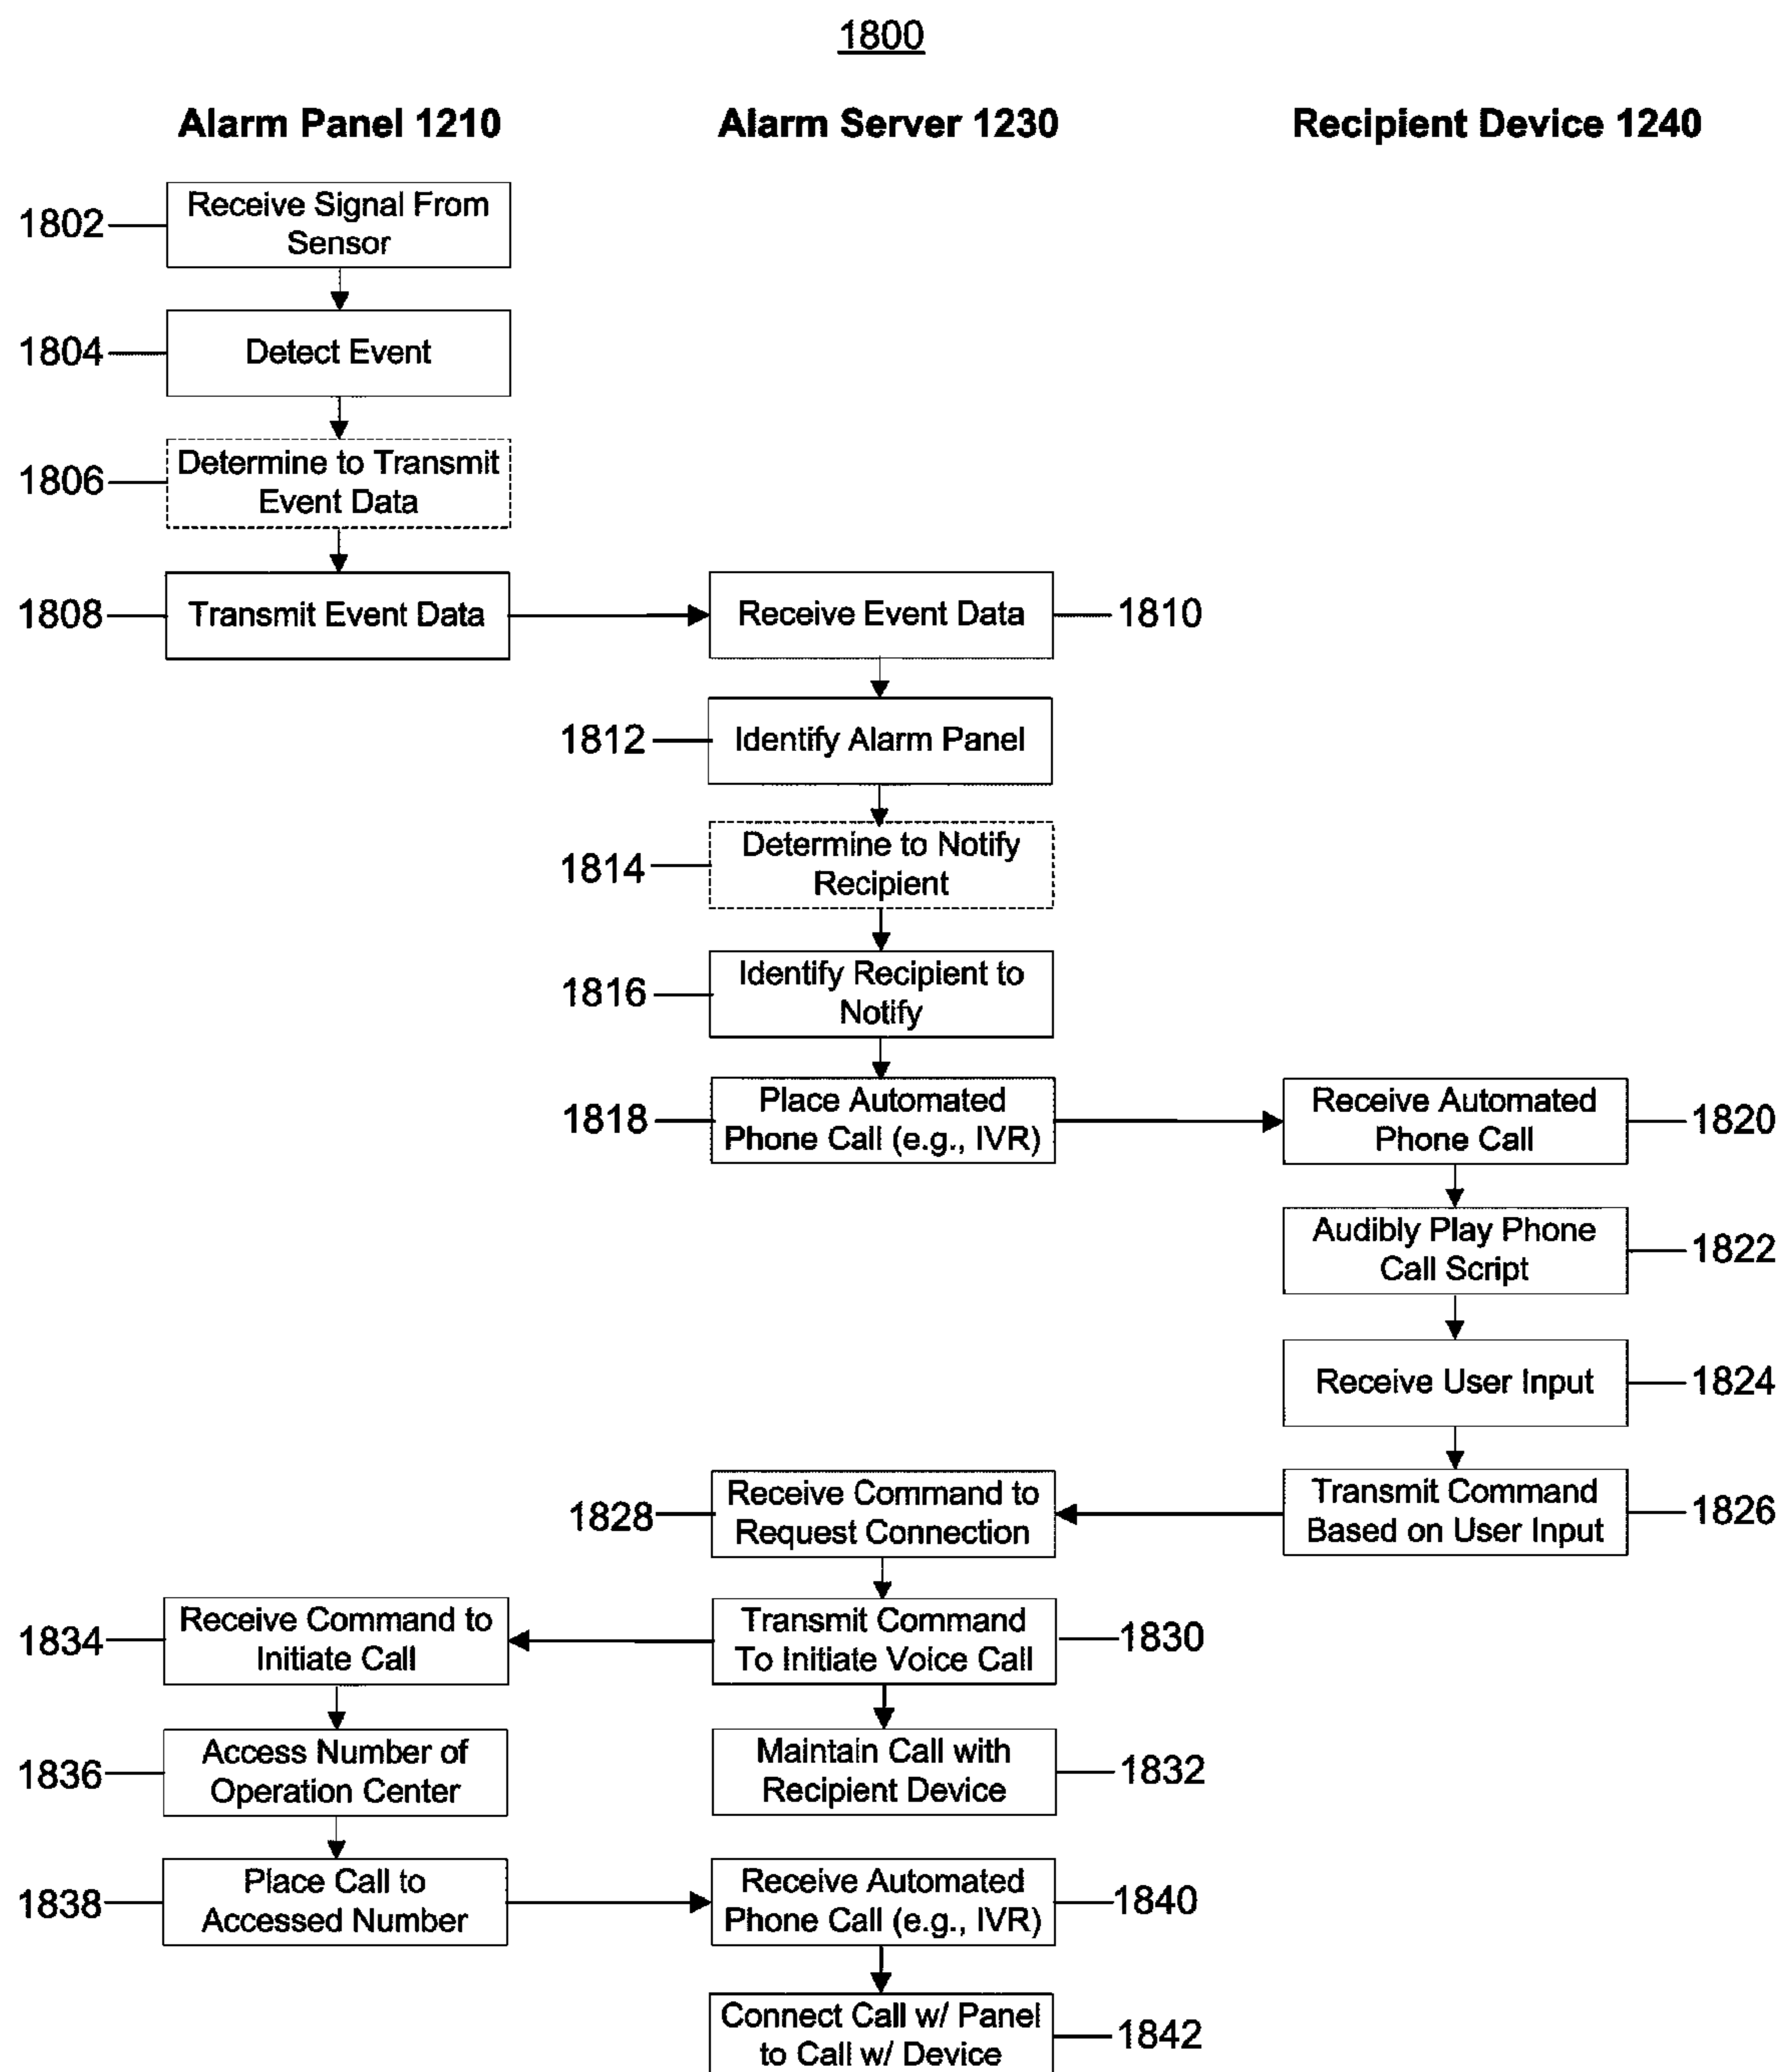 1800
Alarm Panel 1210
Alarm Server 1230
Recipient Device 1240
1802
Receive Signal From
Sensor
1804
Detect Event
1806
Determine to Transmit
Event Data
1808
Transmit Event Data
Receive Event Data
1810
1812
Identify Alarm Panel
1814
Determine to Notify
Recipient
1816
Identify Recipient to
Notify
1818
Place Automated
Phone Call (e.g., IVR)
Receive Automated
Phone Call
1820
Audibly Play Phone
Call Script
1822
Receive User Input
1824
Transmit Command
Based on User Input
1826
1828
Receive Command to
Request Connection
Transmit Command
To Initiate Voice Call
1830
1834
Receive Command to
Initiate Call
Maintain Call with
Recipient Device
1832
1836
Access Number of
Operation Center
1838
Place Call to
Accessed Number
Receive Automated
Phone Call (e.g., IVR)
1840
Connect Call w/ Panel
to Call w/ Device
1842